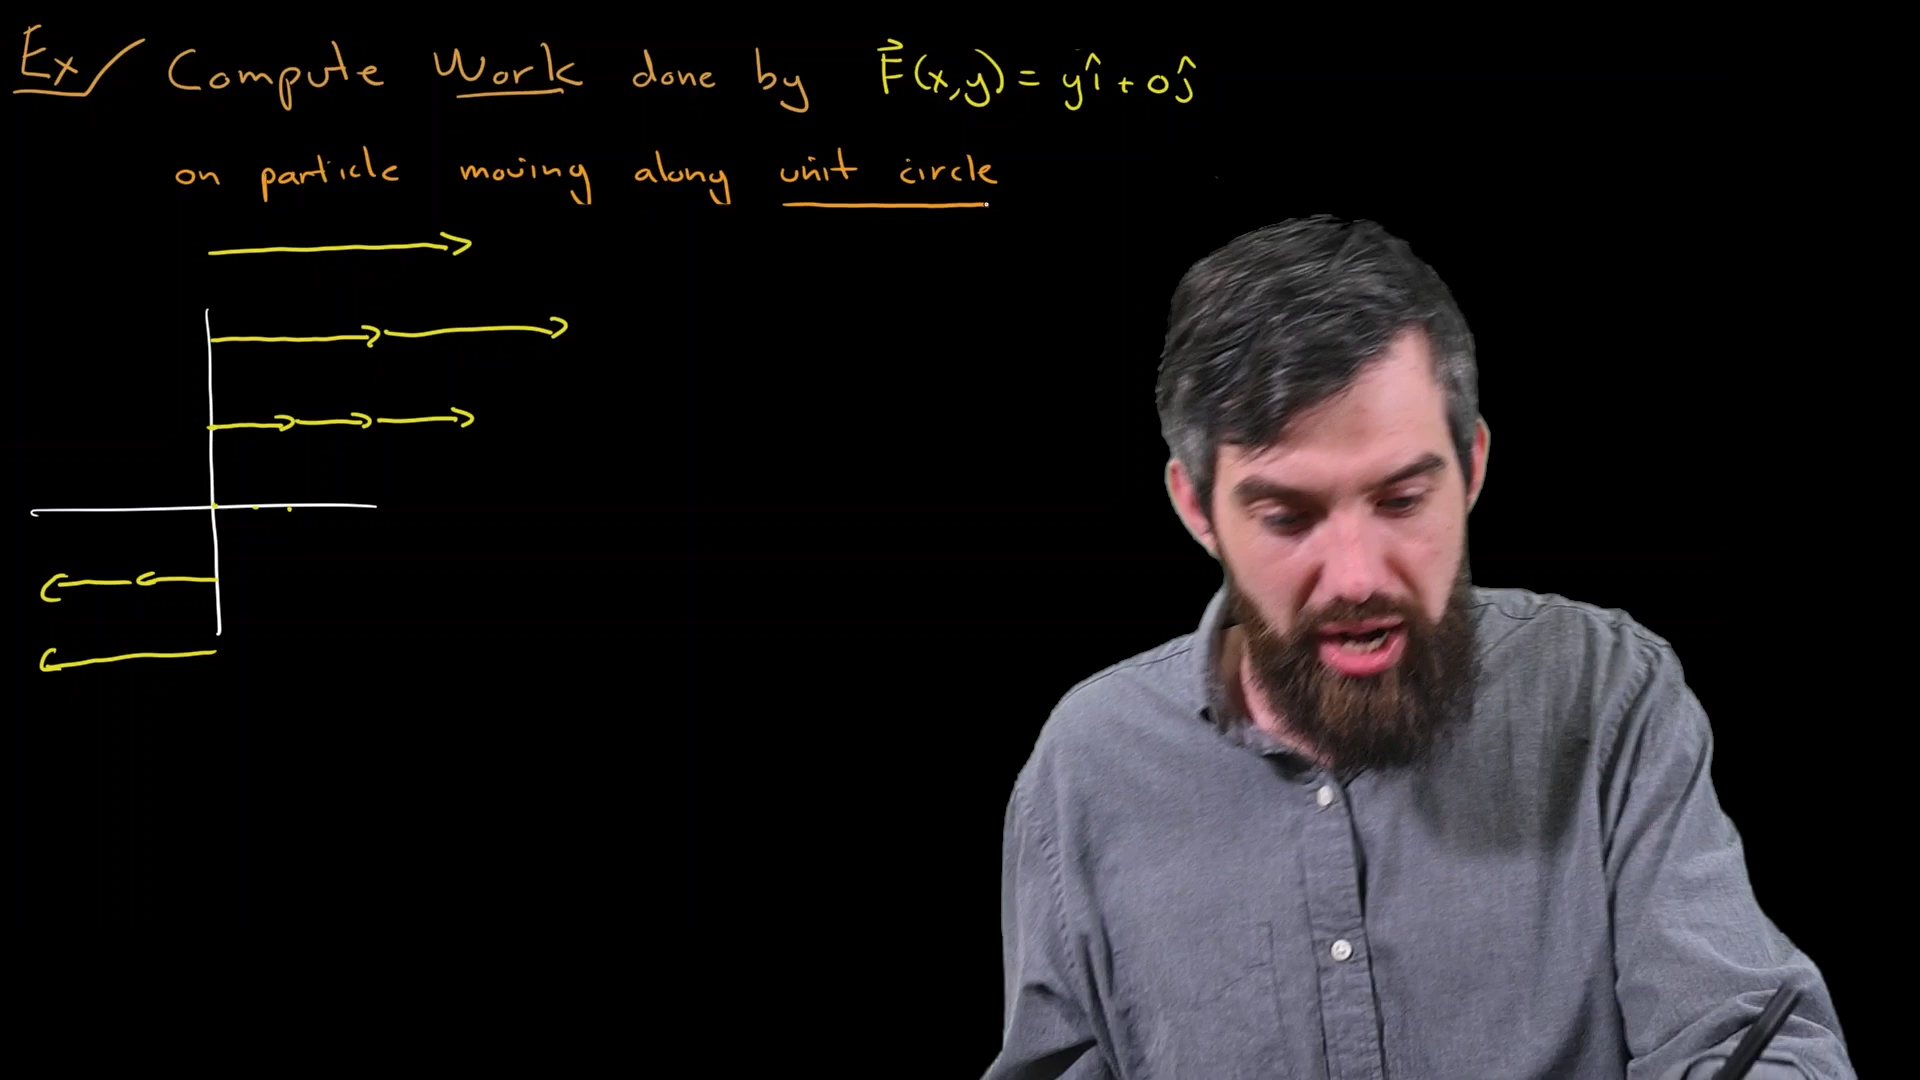 Ex/ Compute Work done by F⃗(x,y) = yî + 0ĵ
on particle moving along unit circle